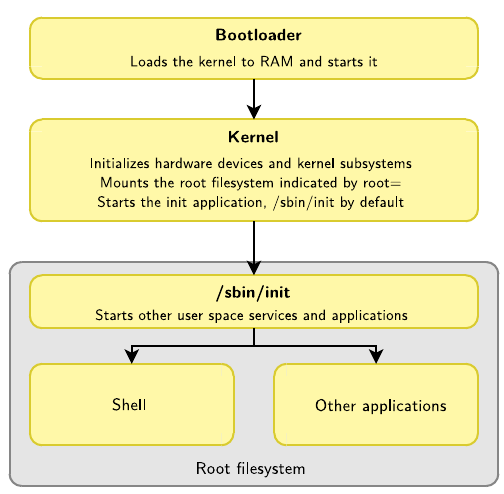 Bootloader
Loads the kernel to RAM and starts it
Kernel
Initializes hardware devices and kernel subsystems
Mounts the root filesystem indicated by root=
Starts the init application, /sbin/init by default
/sbin/init
Starts other user space services and applications
Shell
Other applications
Root filesystem